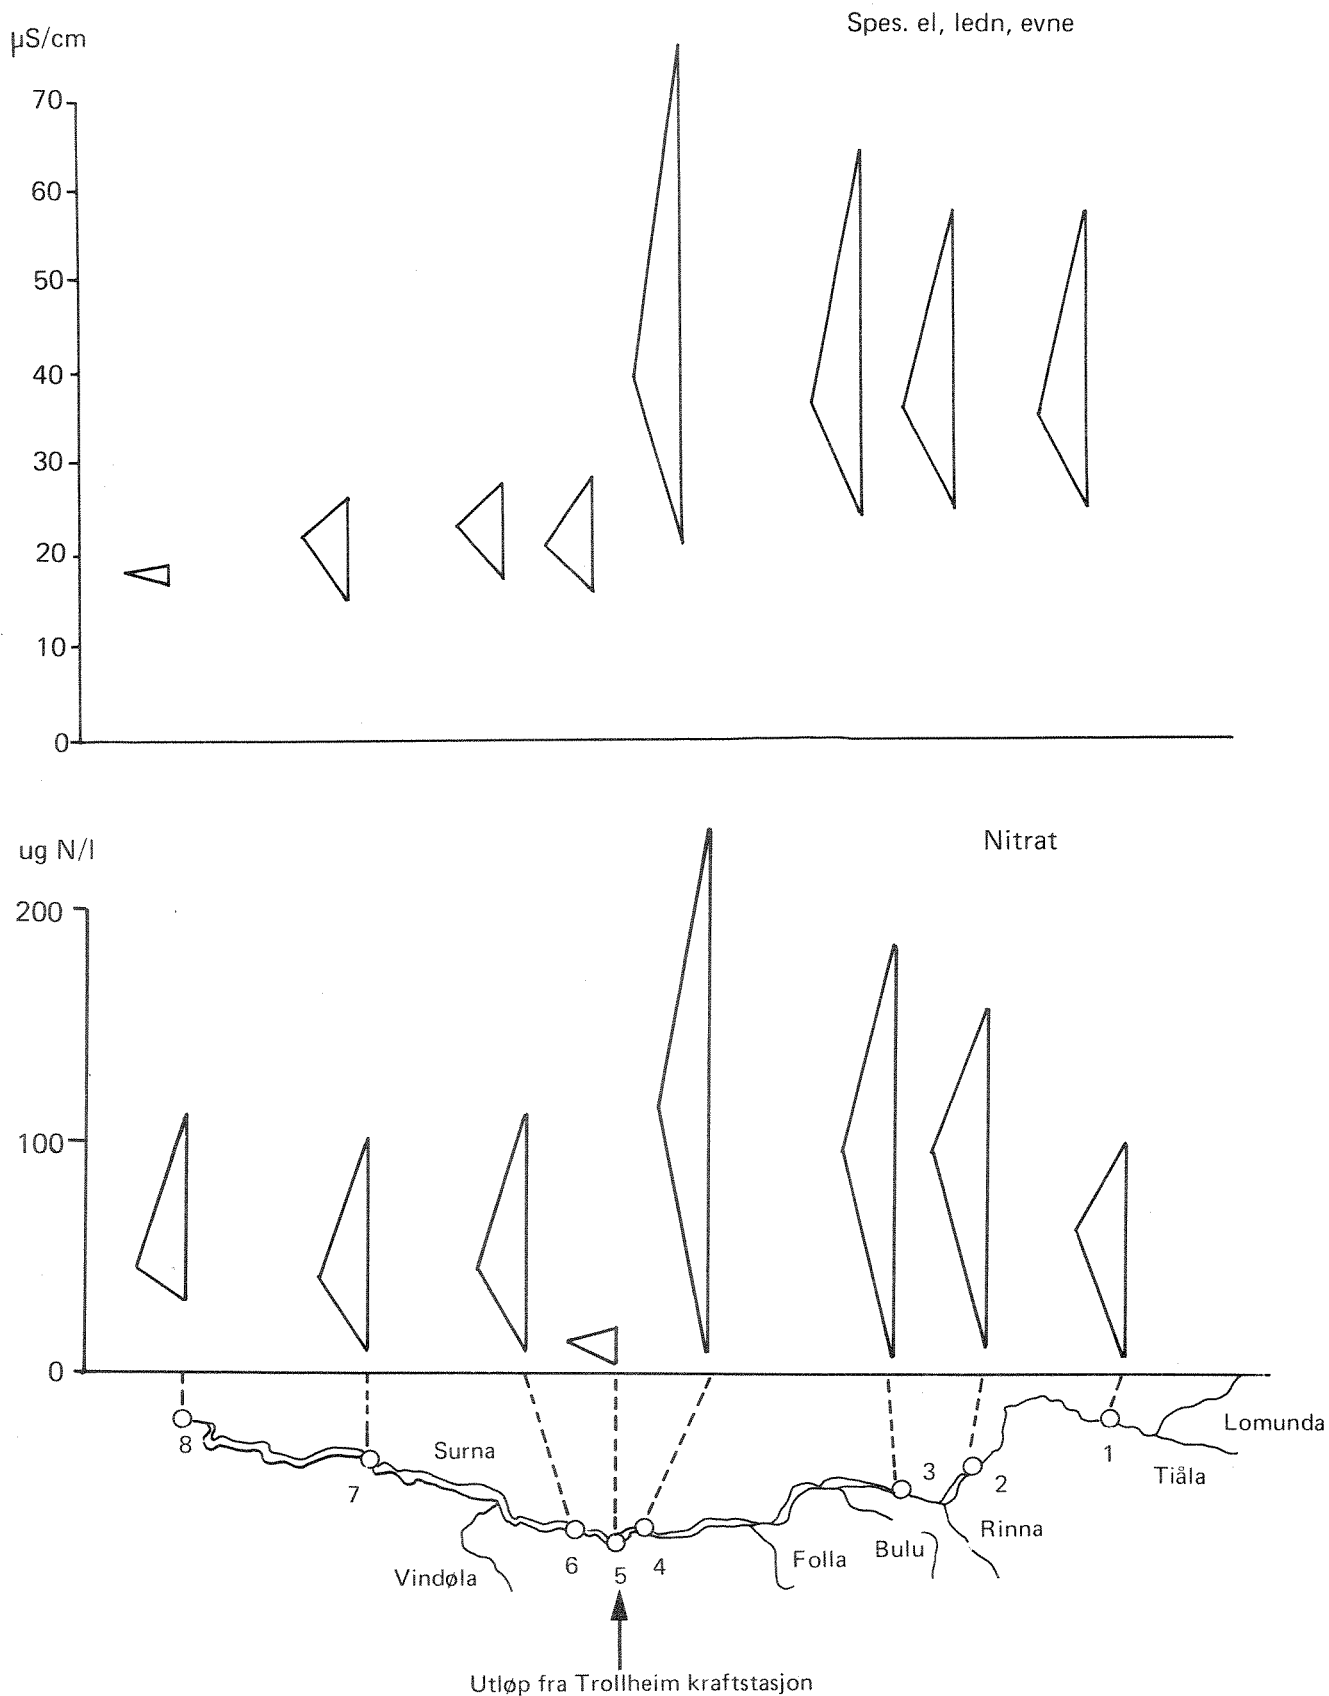 Spes. el, ledn, evne
µS/cm
70
60
50
40
30
20
10
0
Nitrat
ug N/l
200
100
0
8
7
Surna
Vindøla
6
5
4
Folla
Bulu
3
2
Rinna
1
Lomunda
Tiåla
Utløp fra Trollheim kraftstasjon